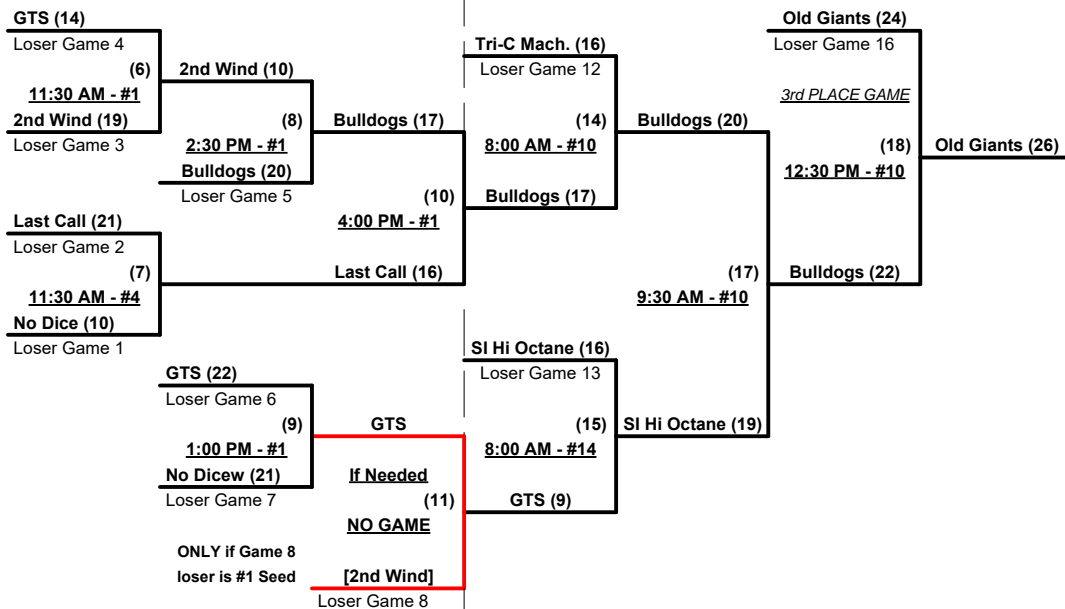 GTS (14)
Loser Game 4
(6)
11:30 AM - #1
2nd Wind (19)
Loser Game 3
2nd Wind (10)
(8)
2:30 PM - #1
Bulldogs (20)
Loser Game 5
Last Call (21)
Loser Game 2
(7)
11:30 AM - #4
No Dice (10)
Loser Game 1
Bulldogs (17)
(10)
4:00 PM - #1
Last Call (16)
GTS (22)
Loser Game 6
(9)
1:00 PM - #1
No Dicew (21)
Loser Game 7
GTS
If Needed
(11)
NO GAME
ONLY if Game 8
loser is #1 Seed
[2nd Wind]
Loser Game 8
Tri-C Mach. (16)
Loser Game 12
(14)
8:00 AM - #10
Bulldogs (17)
SI Hi Octane (16)
Loser Game 13
(15)
8:00 AM - #14
GTS (9)
Bulldogs (20)
(17)
9:30 AM - #10
SI Hi Octane (19)
Old Giants (24)
Loser Game 16
3rd PLACE GAME
(18)
12:30 PM - #10
Bulldogs (22)
Old Giants (26)